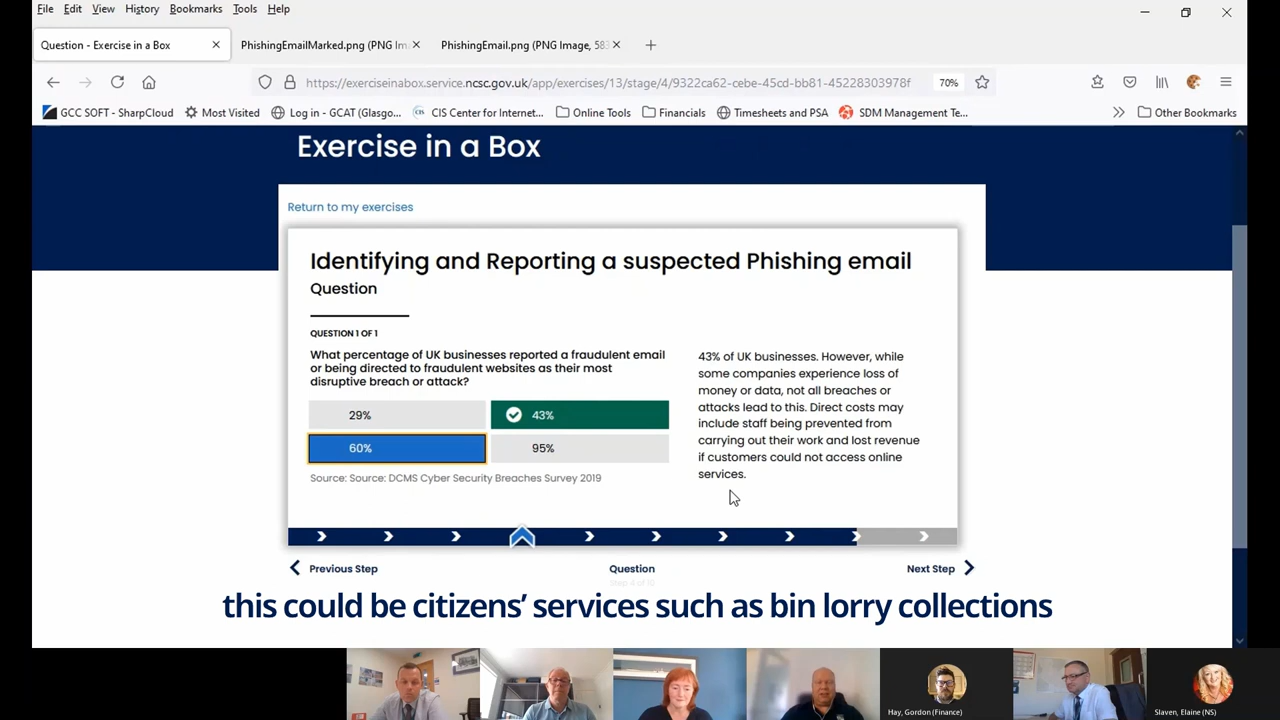 File Edit View History Bookmarks Tools Help
Question - Exercise in a Box
PhishingEmailMarked.png (PNG Im
PhishingEmail.png (PNG Image, 58
https://exerciseinabox.service.ncsc.gov.uk/app/exercises/13/stage/4/9322ca62-cebe-45cd-bb81-45228303978f 70%
GCC SOFT - SharpCloud Most Visited Log in - GCAT (Glasgo... CIS CIS Center for Internet... Online Tools Financials Timesheets and PSA SDM Management Te... Other Bookmarks
Exercise in a Box
Return to my exercises
Identifying and Reporting a suspected Phishing email
Question
QUESTION 1 OF 1
What percentage of UK businesses reported a fraudulent email
or being directed to fraudulent websites as their most
disruptive breach or attack?
29% 43%
60% 95%
Source: Source: DCMS Cyber Security Breaches Survey 2019
43% of UK businesses. However, while
some companies experience loss of
money or data, not all breaches or
attacks lead to this. Direct costs may
include staff being prevented from
carrying out their work and lost revenue
if customers could not access online
services.
Previous Step Question Next Step
Step 4 of 10
this could be citizens’ services such as bin lorry collections
Hay, Gordon (Finance) Slaven, Elaine (NS)